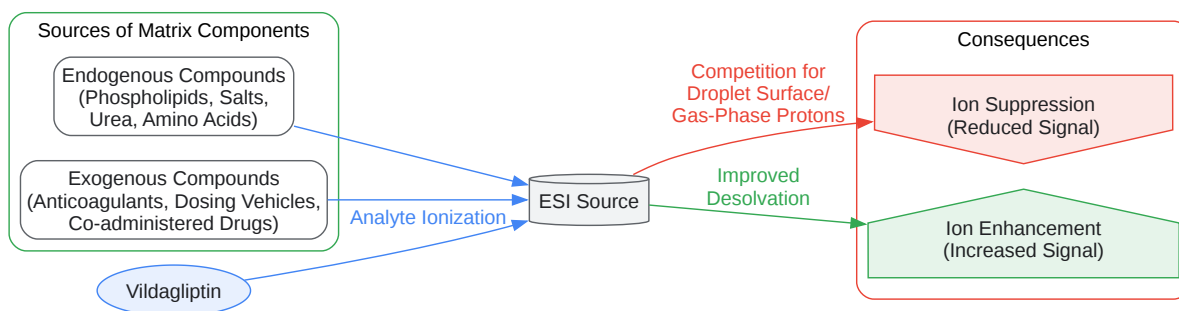 Sources of Matrix Components
Endogenous Compounds
(Phospholipids, Salts,
Urea, Amino Acids)
Exogenous Compounds
(Anticoagulants, Dosing Vehicles,
Co-administered Drugs)
Vildagliptin
Analyte Ionization
ESI Source
Competition for
Droplet Surface/
Gas-Phase Protons
Improved
Desolvation
Consequences
Ion Suppression
(Reduced Signal)
Ion Enhancement
(Increased Signal)